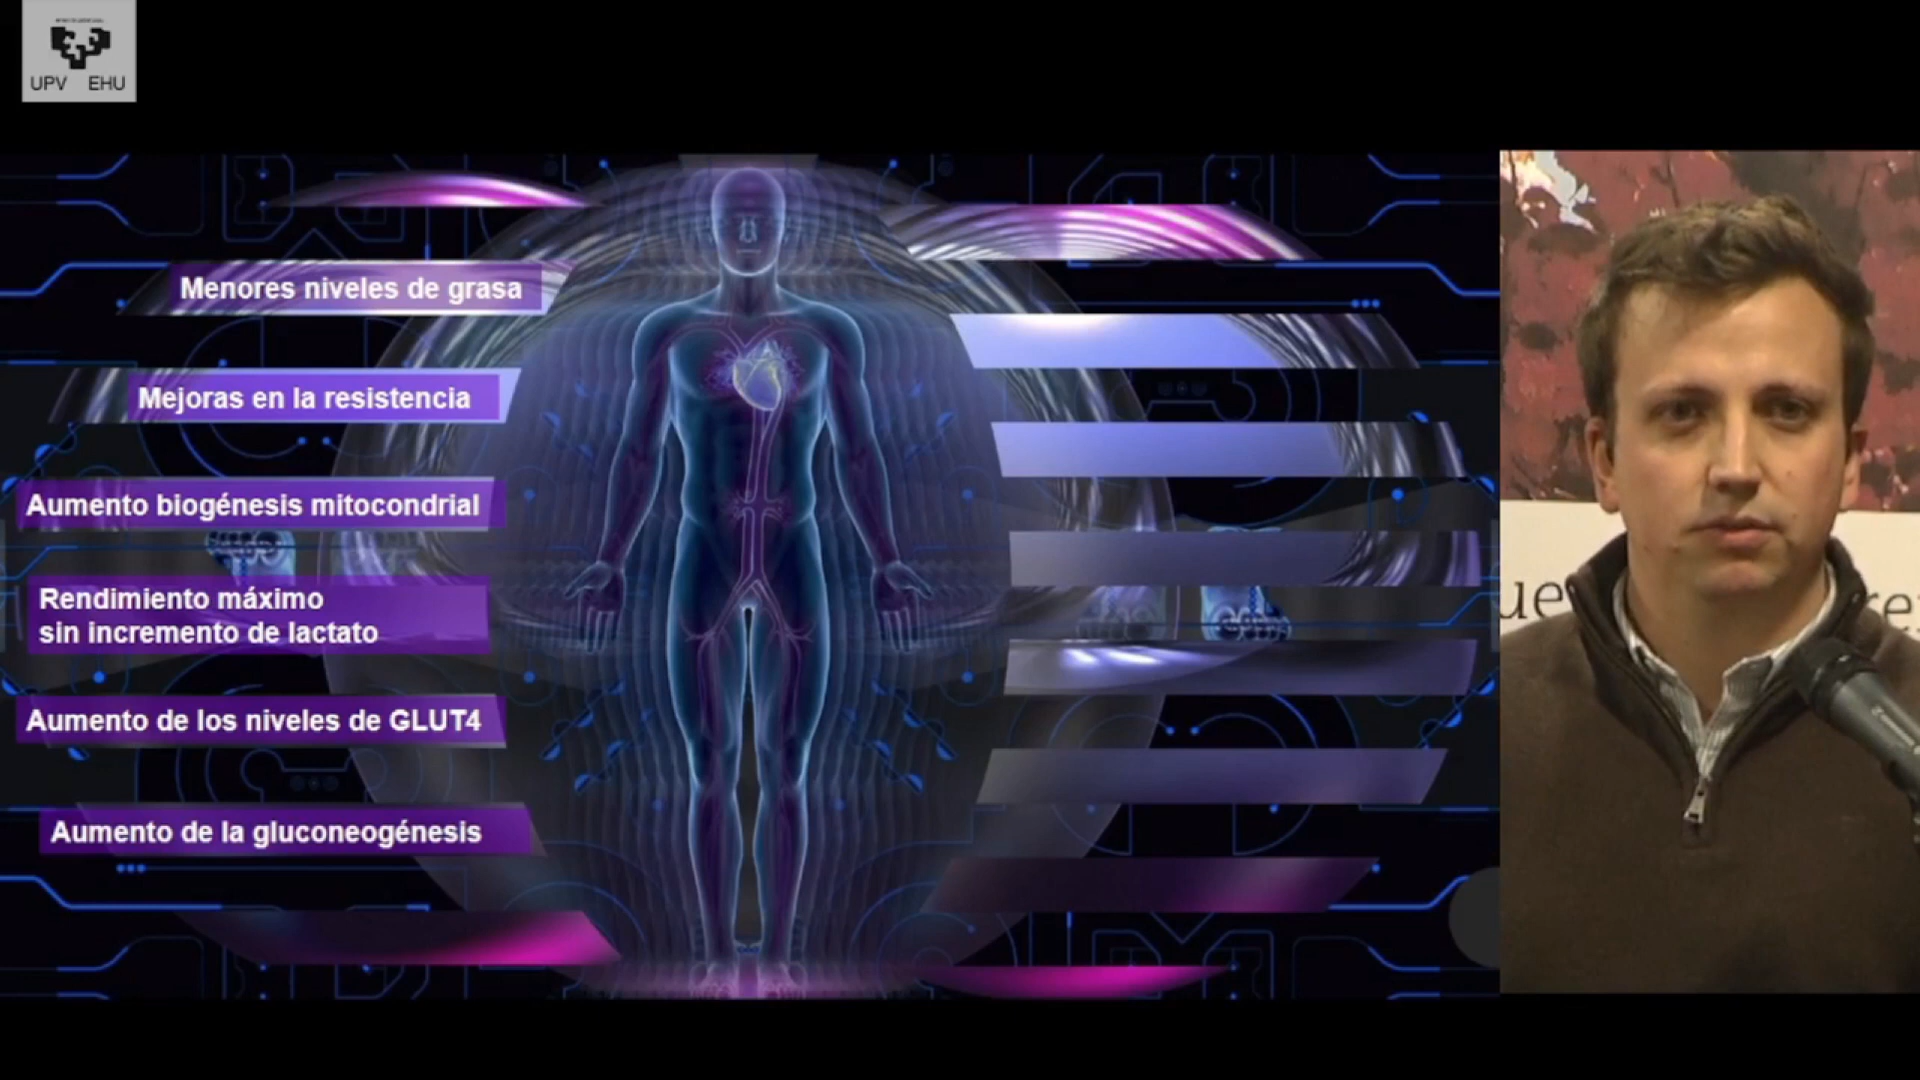 UPV EHU
Menores niveles de grasa
Mejoras en la resistencia
Aumento biogénesis mitocondrial
Rendimiento máximo
sin incremento de lactato
Aumento de los niveles de GLUT4
Aumento de la gluconeogénesis